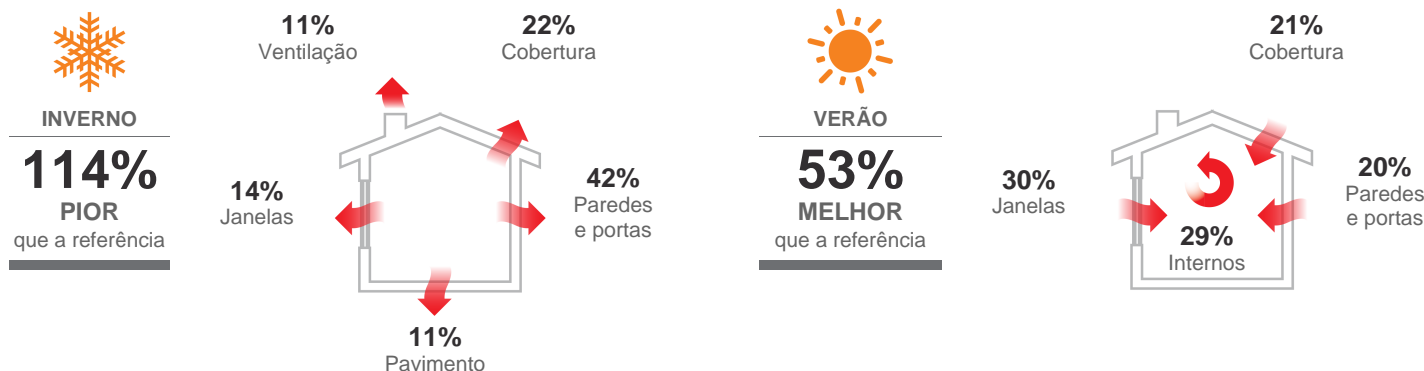 INVERNO
114%
PIOR
que a referência
11%
Ventilação
22%
Cobertura
14%
Janelas
42%
Paredes
e portas
11%
Pavimento
VERÃO
53%
MELHOR
que a referência
21%
Cobertura
30%
Janelas
20%
Paredes
e portas
29%
Internos